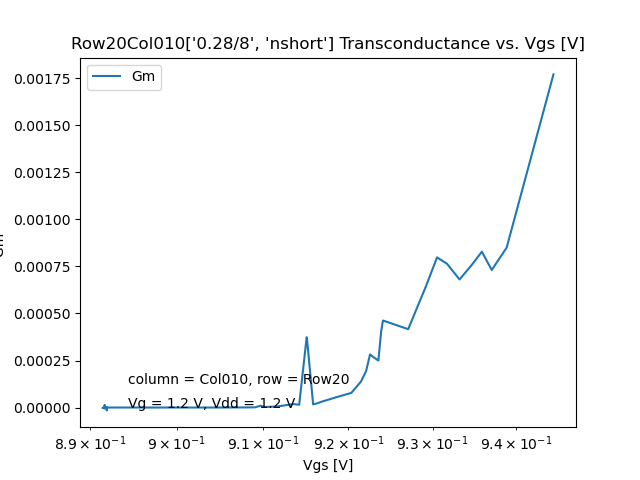 Row20Col010['0.28/8', 'nshort'] Transconductance vs. Vgs [V]
Gm
0.00175
0.00150
0.00125
0.00100
0.00075
0.00050
0.00025
0.00000
column = Col010, row = Row20
Vg = 1.2 V, Vdd = 1.2 V
8.9 × 10⁻¹ 9 × 10⁻¹ 9.1 × 10⁻¹ 9.2 × 10⁻¹ 9.3 × 10⁻¹ 9.4 × 10⁻¹
Vgs [V]